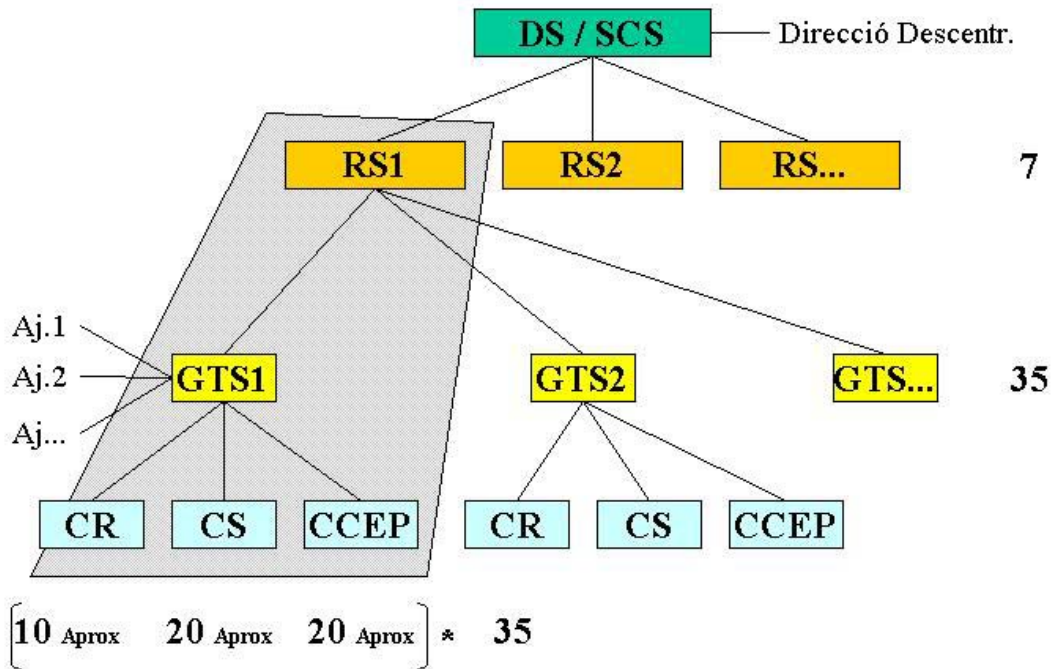 DS / SCS Direcció Descentr.
RS1 RS2 RS... 7
Aj.1
Aj.2 GTS1 GTS2 GTS... 35
Aj...
CR CS CCEP CR CS CCEP
10 Aprox 20 Aprox 20 Aprox * 35